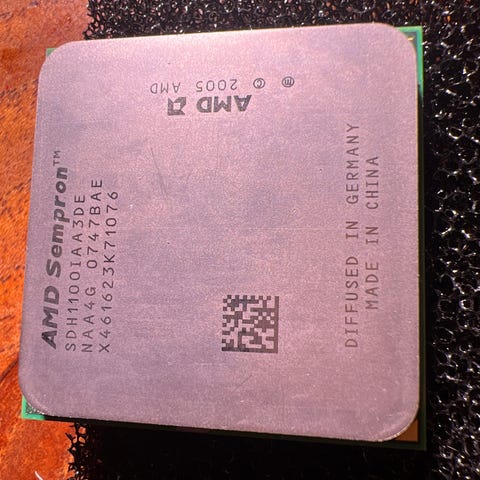 AMD Sempron™
SDH1100IAA3DE
NAA4G 0747BAE
X461623K71076
AMD
Ⓜ © 2005 AMD
DIFFUSED IN GERMANY
MADE IN CHINA